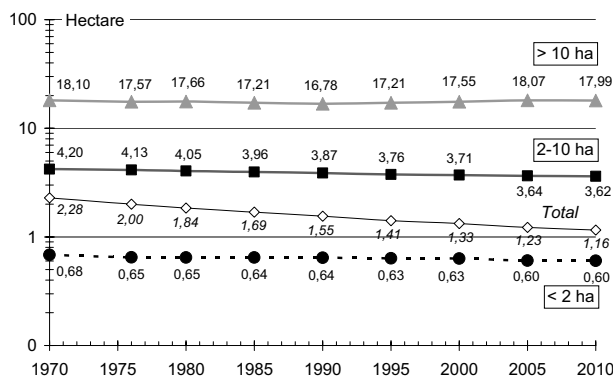 100
Hectare
> 10 ha
18,10 17,57 17,66 17,21 16,78 17,21 17,55 18,07 17,99
10
4,20 4,13 4,05 3,96 3,87 3,76 3,71 3,64 3,62
2-10 ha
Total
2,28 2,00 1,84 1,69 1,55 1,41 1,33 1,23 1,16
1
0,68 0,65 0,65 0,64 0,64 0,63 0,63 0,60 0,60
< 2 ha
0
1970 1975 1980 1985 1990 1995 2000 2005 2010